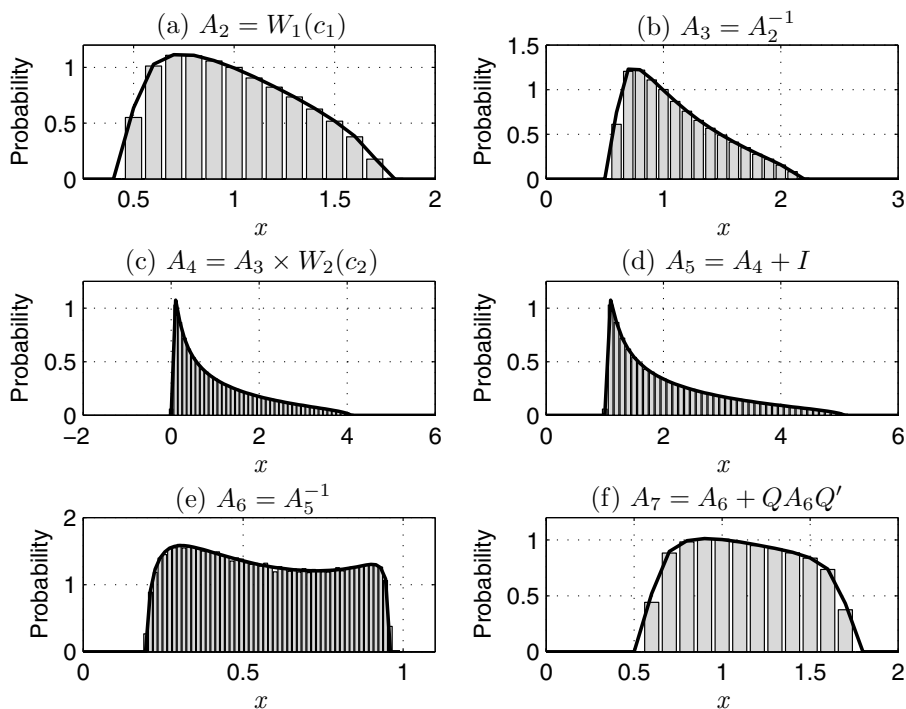 (a) A₂ = W₁(c₁)
Probability
1
0.5
0
0.5 1 1.5 2
x
(b) A₃ = A₂⁻¹
Probability
1.5
1
0.5
0
0 1 2 3
x
(c) A₄ = A₃ × W₂(c₂)
Probability
1
0.5
0
−2 0 2 4 6
x
(d) A₅ = A₄ + I
Probability
1
0.5
0
0 2 4 6
x
(e) A₆ = A₅⁻¹
Probability
2
1
0
0 0.5 1
x
(f) A₇ = A₆ + QA₆Q′
Probability
1
0.5
0
0 0.5 1 1.5 2
x